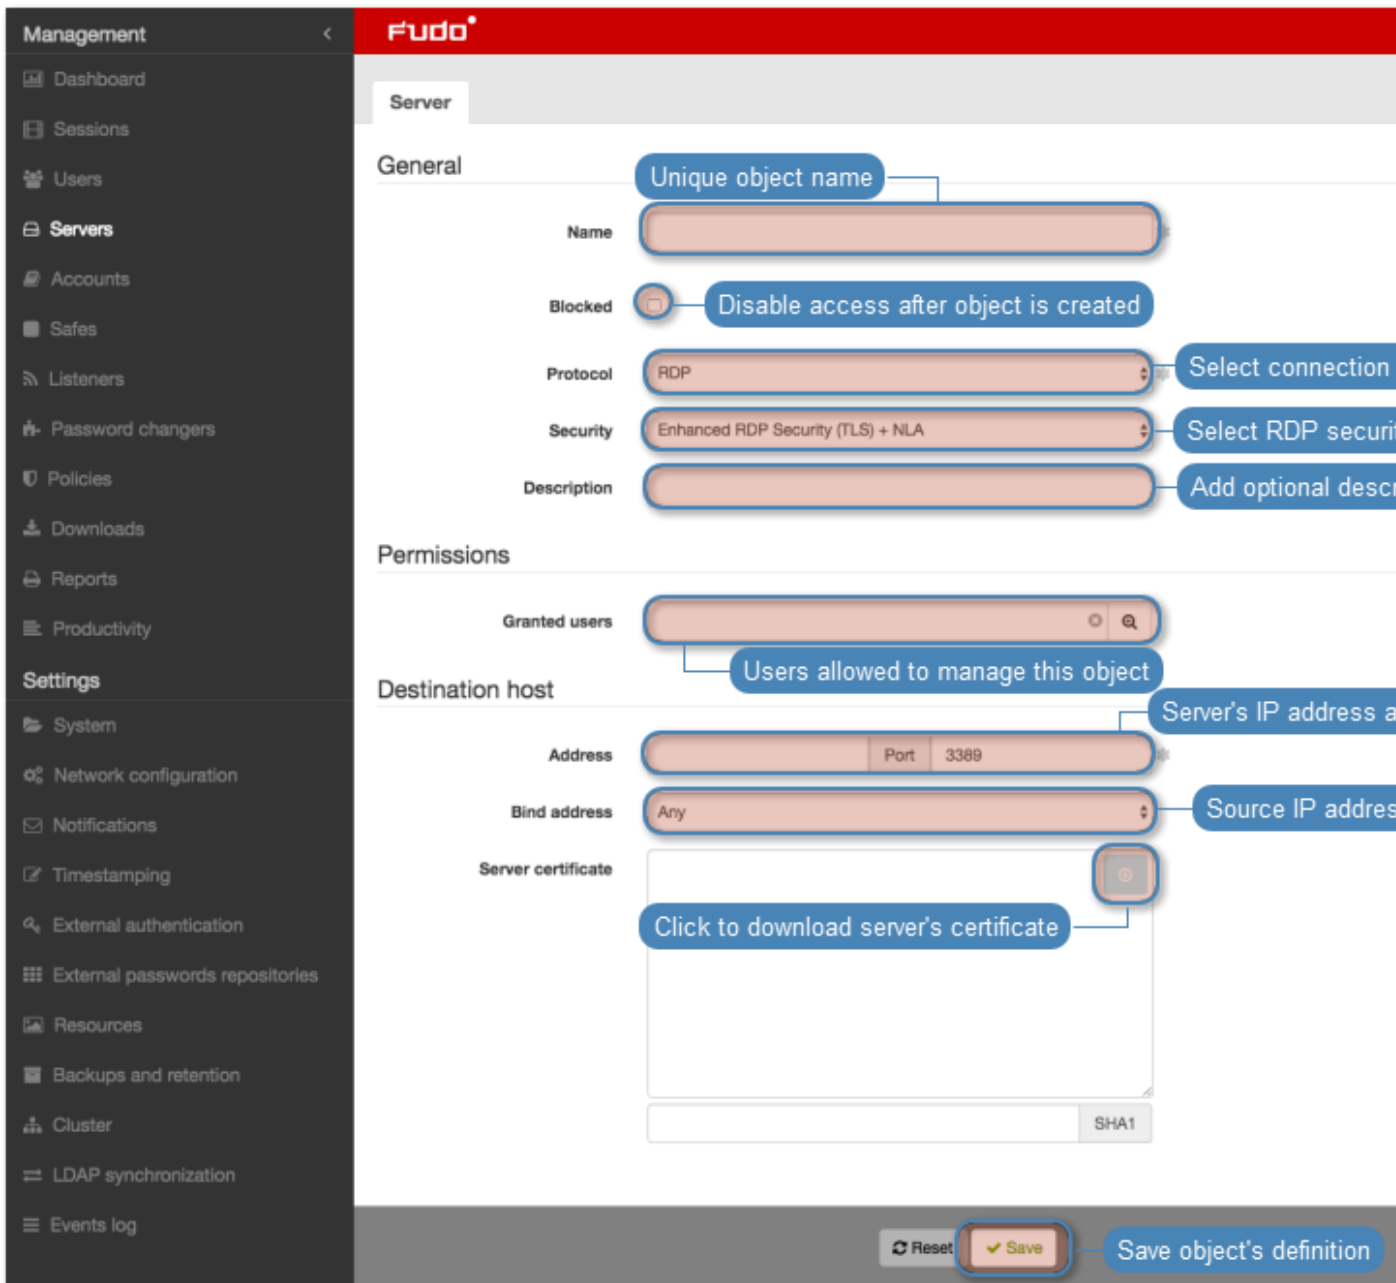 Management
Dashboard
Sessions
Users
Servers
Accounts
Safes
Listeners
Password changers
Policies
Downloads
Reports
Productivity
Settings
System
Network configuration
Notifications
Timestamping
External authentication
External passwords repositories
Resources
Backups and retention
Cluster
LDAP synchronization
Events log
FUDO
Server
General
Unique object name
Name
Blocked
Disable access after object is created
Protocol
RDP
Select connection
Security
Enhanced RDP Security (TLS) + NLA
Select RDP
Description
Add optional
Permissions
Granted users
Users allowed to manage this object
Destination host
Server's IP address
Address
Port
3389
Bind address
Any
Source IP
Server certificate
Click to download server's certificate
SHA1
Reset
Save
Save object's definition